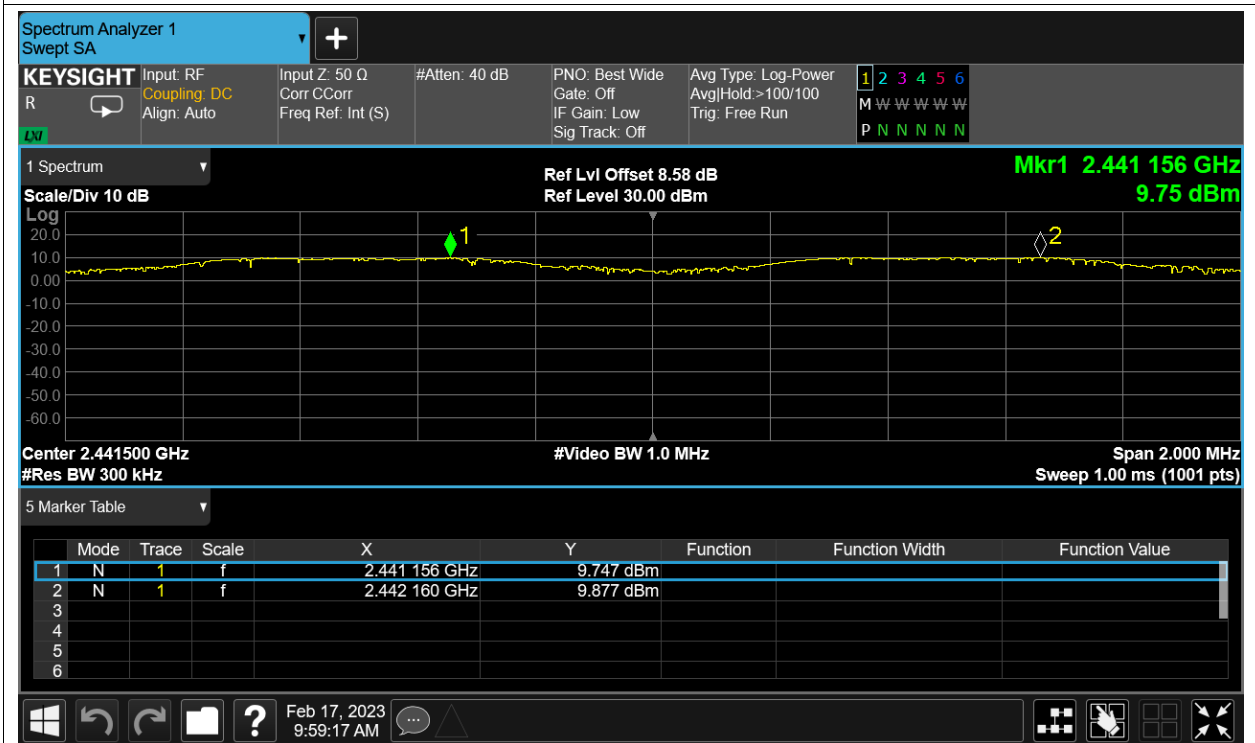 Spectrum Analyzer 1
Swept SA
KEYSIGHT
R
LXI
Input: RF
Coupling: DC
Align: Auto
Input Z: 50 Ω
Corr CCorr
Freq Ref: Int (S)
#Atten: 40 dB
PNO: Best Wide
Gate: Off
IF Gain: Low
Sig Track: Off
Avg Type: Log-Power
Avg|Hold:>100/100
Trig: Free Run
1 2 3 4 5 6
M W W W W W
P N N N N N
1 Spectrum
Scale/Div 10 dB
Ref Lvl Offset 8.58 dB
Ref Level 30.00 dBm
Mkr1 2.441 156 GHz
9.75 dBm
Log
20.0
10.0
0.00
-10.0
-20.0
-30.0
-40.0
-50.0
-60.0
1
2
Center 2.441500 GHz
#Res BW 300 kHz
#Video BW 1.0 MHz
Span 2.000 MHz
Sweep 1.00 ms (1001 pts)
5 Marker Table
Mode Trace Scale X Y Function Function Width Function Value
1 N 1 f 2.441 156 GHz 9.747 dBm
2 N 1 f 2.442 160 GHz 9.877 dBm
3
4
5
6
?
Feb 17, 2023
9:59:17 AM